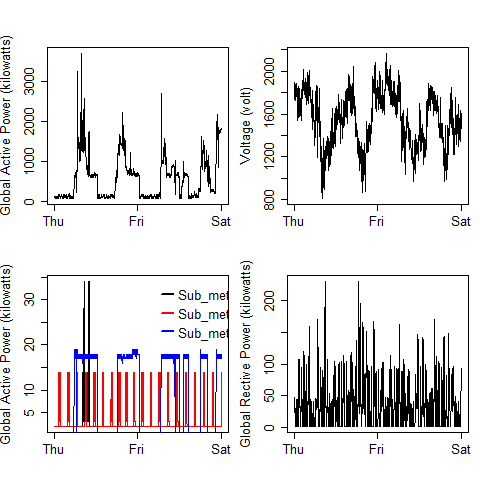 Global Active Power (kilowatts)
0 1000 2000 3000
Thu Fri Sat
Voltage (volt)
800 1200 1600 2000
Thu Fri Sat
Global Active Power (kilowatts)
5 10 20 30
Sub_met
Sub_met
Sub_met
Thu Fri Sat
Global Rective Power (kilowatts)
0 50 100 200
Thu Fri Sat